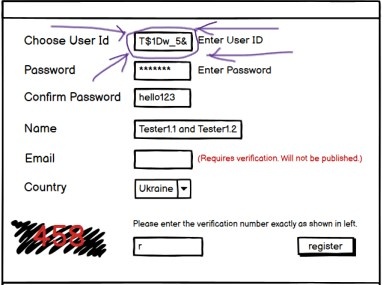 Choose User Id T$1Dw_5& Enter User ID
Password ******* Enter Password
Confirm Password hello123
Name Tester1.1 and Tester1.2
Email (Requires verification. Will not be published.)
Country Ukraine
Please enter the verification number exactly as shown in left.
458 r register